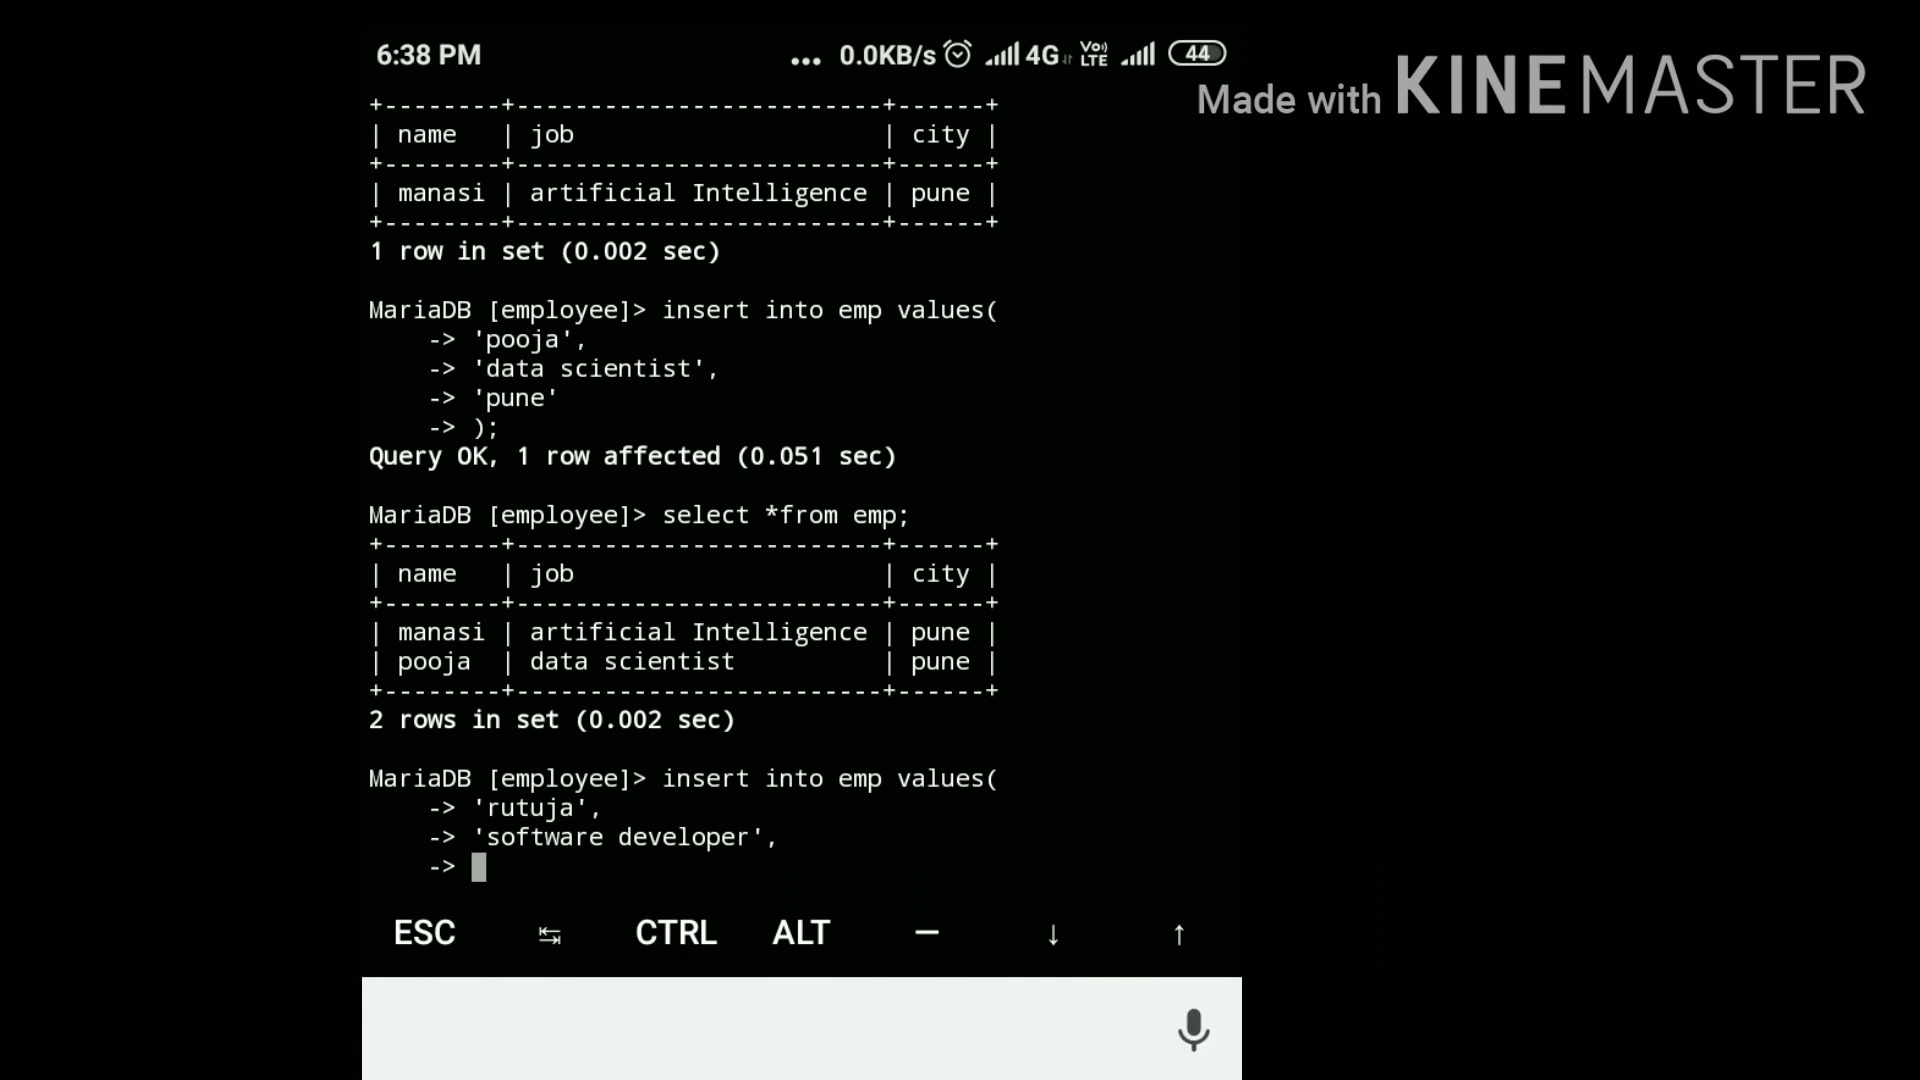 6:38 PM ... 0.0KB/s 4G Vo) LTE 44
Made with KINEMASTER
+--------+-------------------------+------+
| name   | job                     | city |
+--------+-------------------------+------+
| manasi | artificial Intelligence | pune |
+--------+-------------------------+------+
1 row in set (0.002 sec)
MariaDB [employee]> insert into emp values(
    -> 'pooja',
    -> 'data scientist',
    -> 'pune'
    -> );
Query OK, 1 row affected (0.051 sec)
MariaDB [employee]> select *from emp;
+--------+-------------------------+------+
| name   | job                     | city |
+--------+-------------------------+------+
| manasi | artificial Intelligence | pune |
| pooja  | data scientist          | pune |
+--------+-------------------------+------+
2 rows in set (0.002 sec)
MariaDB [employee]> insert into emp values(
    -> 'rutuja',
    -> 'software developer',
    ->
ESC ↹ CTRL ALT — ↓ ↑